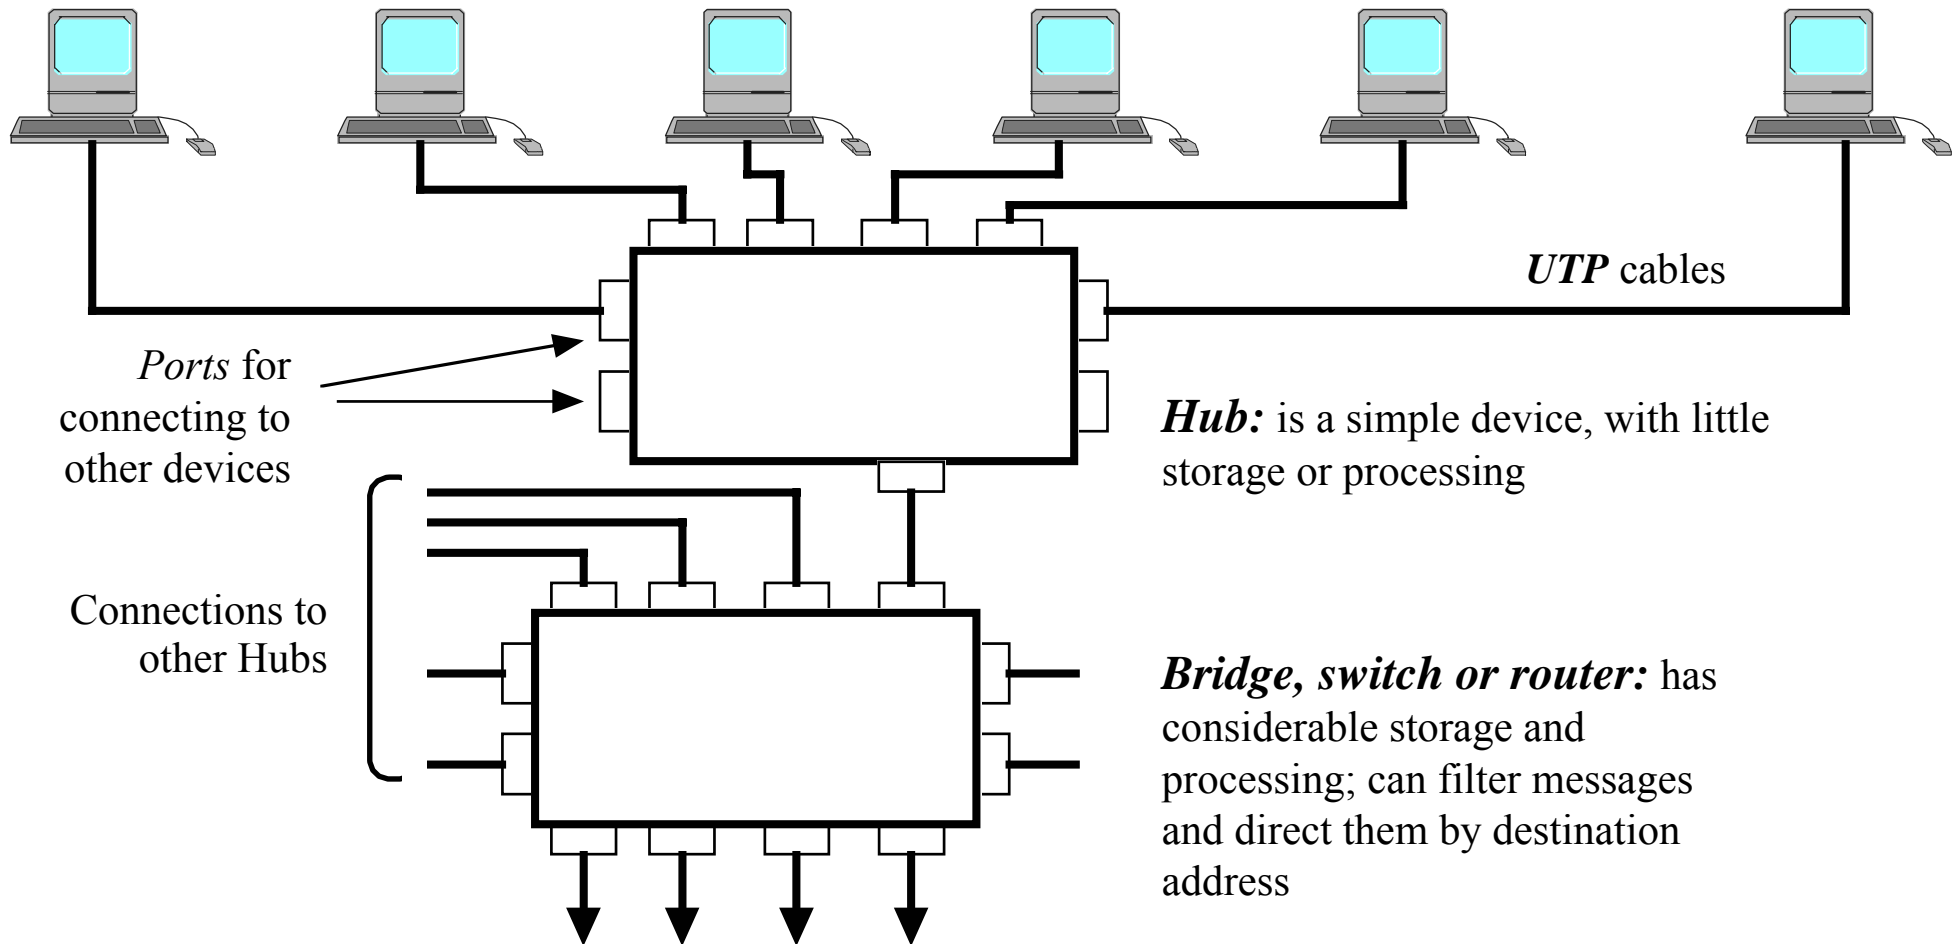 UTP cables
Ports for
connecting to
other devices
Hub: is a simple device, with little
storage or processing
Connections to
other Hubs
Bridge, switch or router: has
considerable storage and
processing; can filter messages
and direct them by destination
address